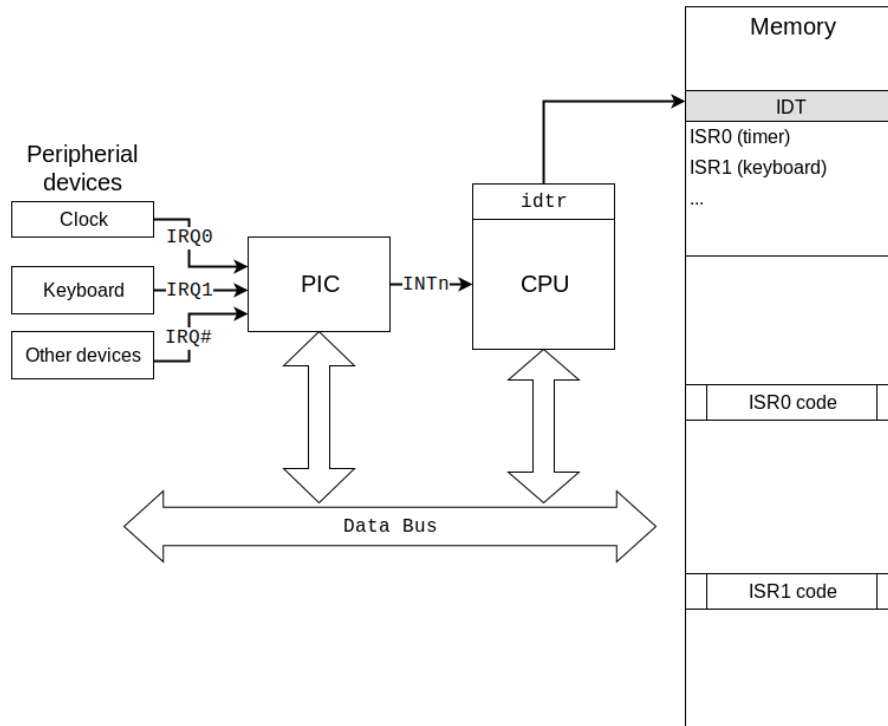 Memory
IDT
ISR0 (timer)
ISR1 (keyboard)
...
Peripherial
devices
Clock
Keyboard
Other devices
IRQ0
IRQ1
IRQ#
PIC
INTn
idtr
CPU
ISR0 code
Data Bus
ISR1 code